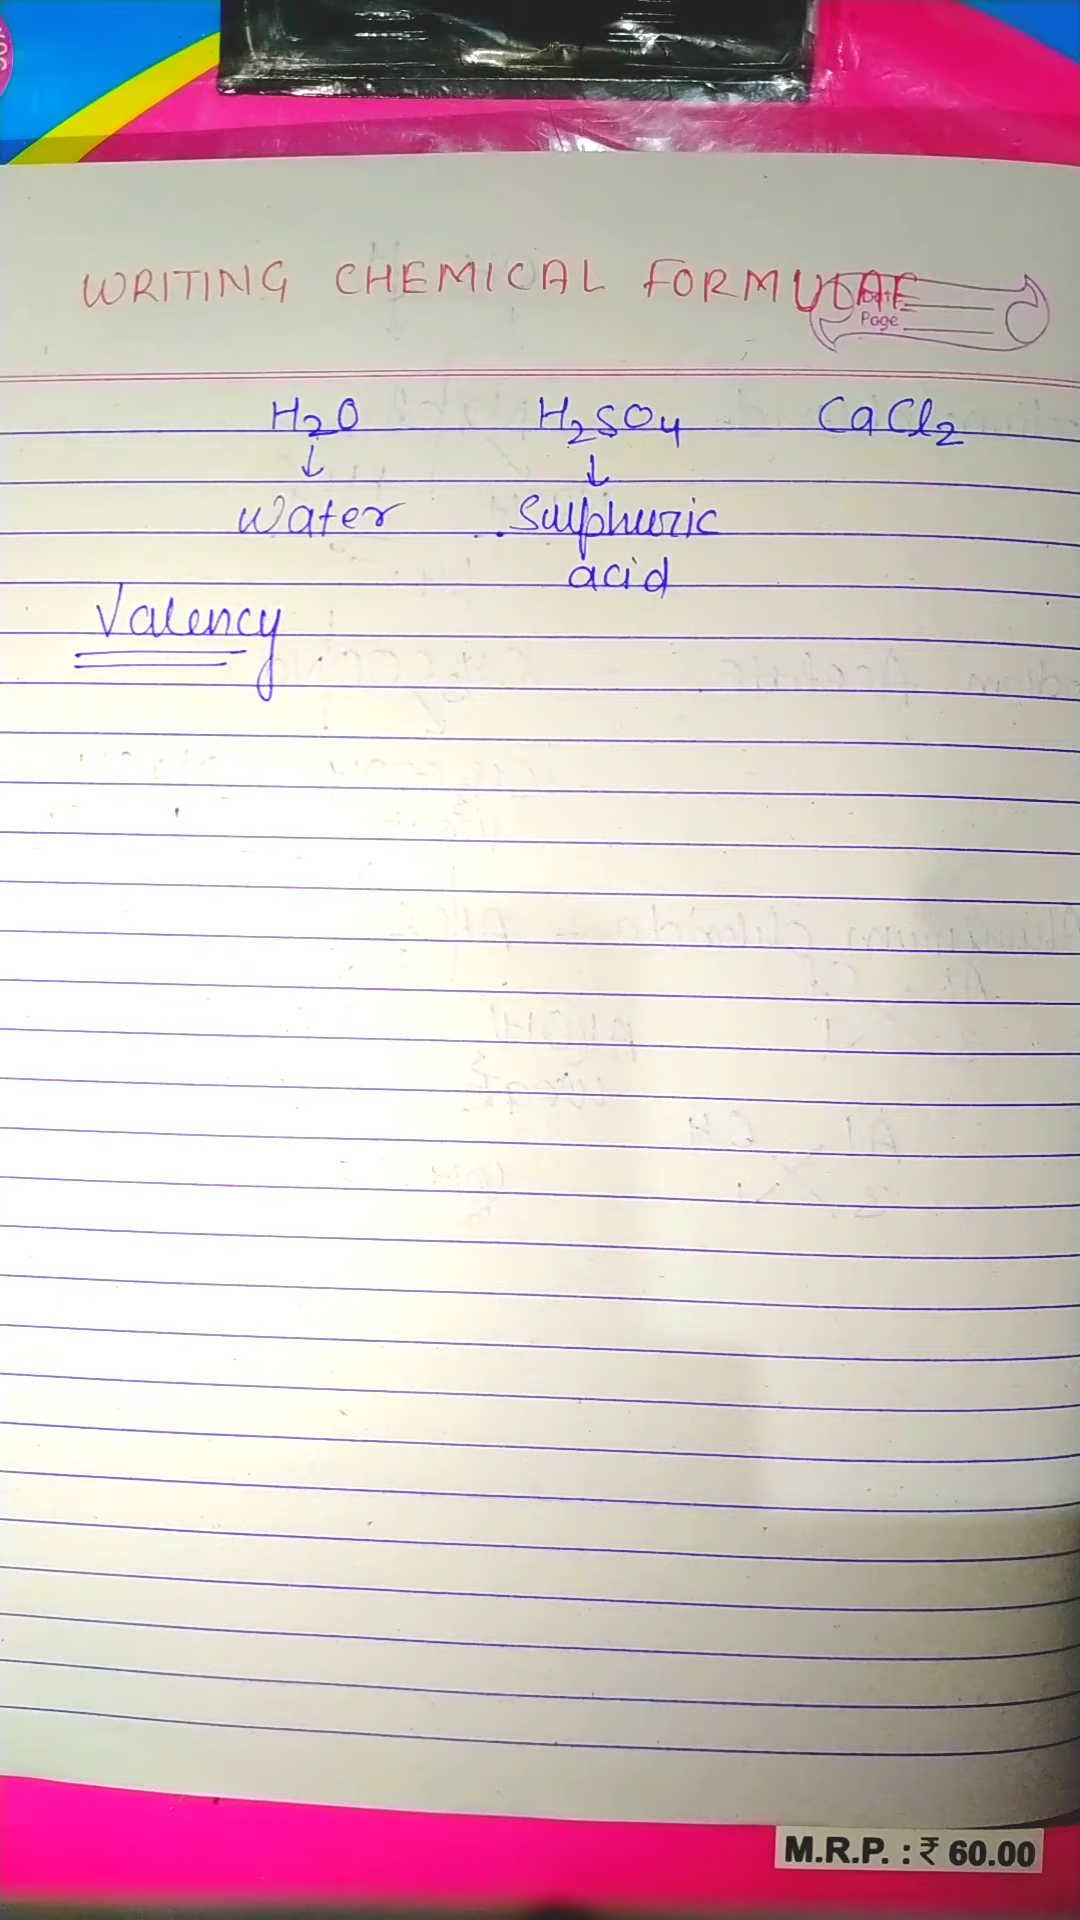 WRITING CHEMICAL FORMULAE
Page
H2O H2SO4 CaCl2
↓ ↓
Water Sulphuric
acid
Valency
M.R.P. : ₹ 60.00